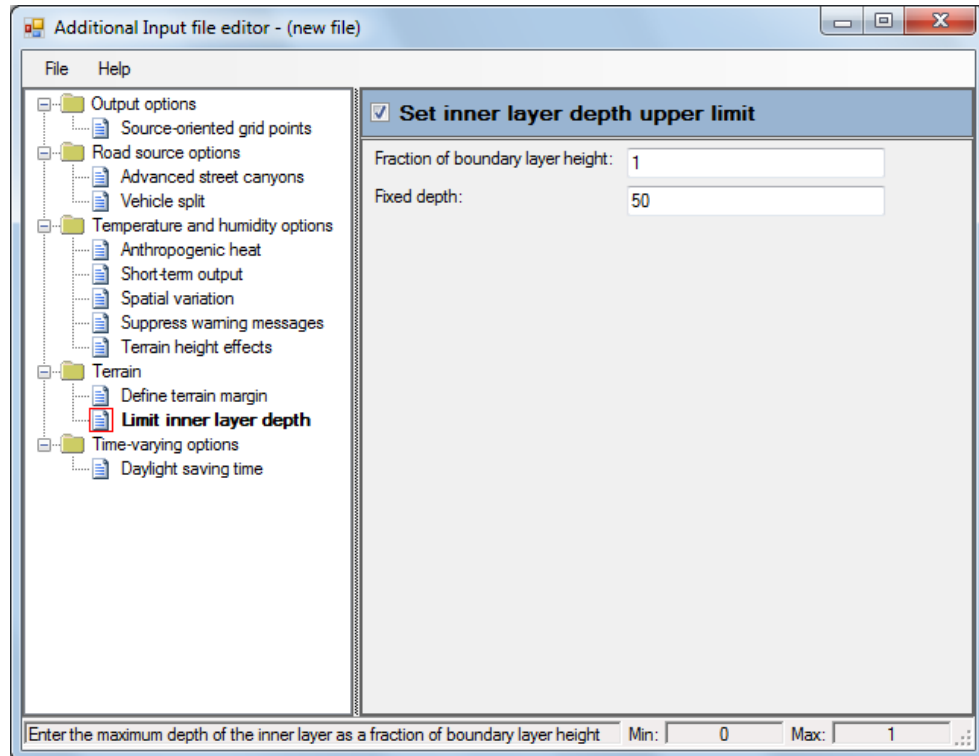 Additional Input file editor - (new file)
File Help
Output options
Source-oriented grid points
Road source options
Advanced street canyons
Vehicle split
Temperature and humidity options
Anthropogenic heat
Short-term output
Spatial variation
Suppress warning messages
Terrain height effects
Terrain
Define terrain margin
Limit inner layer depth
Time-varying options
Daylight saving time
Set inner layer depth upper limit
Fraction of boundary layer height: 1
Fixed depth: 50
Enter the maximum depth of the inner layer as a fraction of boundary layer height Min: 0 Max: 1